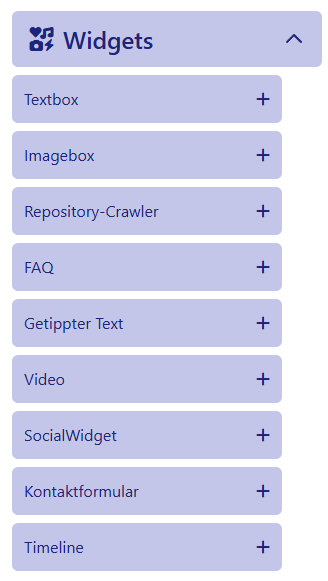 Widgets
Textbox
Imagebox
Repository-Crawler
FAQ
Getippter Text
Video
SocialWidget
Kontaktformular
Timeline